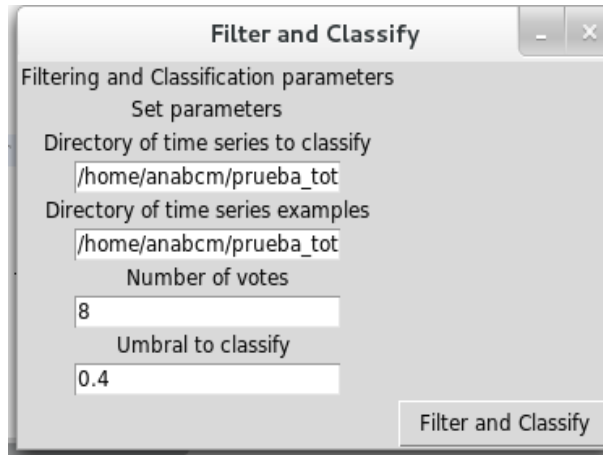 Filter and Classify
Filtering and Classification parameters
Set parameters
Directory of time series to classify
/home/anabcm/prueba_tot
Directory of time series examples
/home/anabcm/prueba_tot
Number of votes
8
Umbral to classify
0.4
Filter and Classify